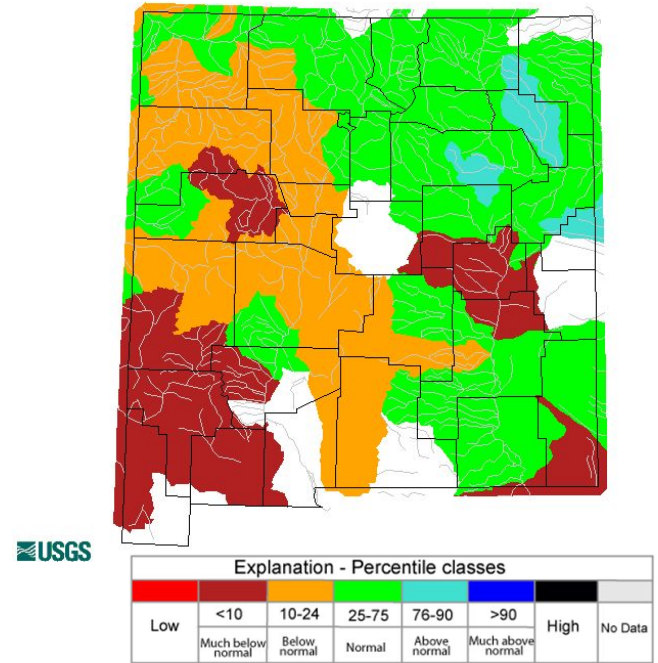 USGS
Explanation - Percentile classes
Low <10 10-24 25-75 76-90 >90 High No Data
Much below normal Below normal Normal Above normal Much above normal